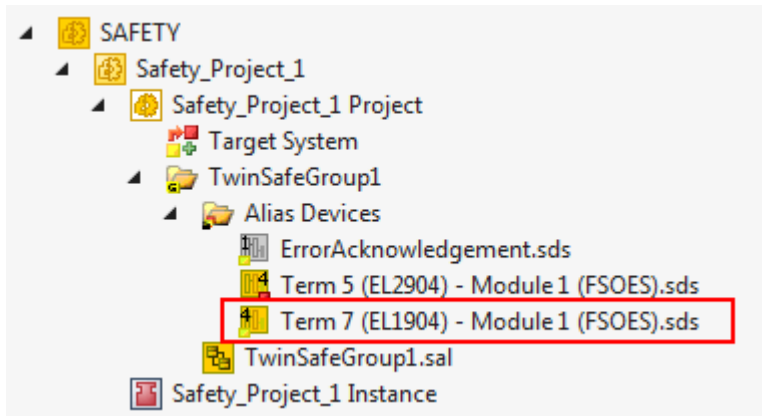 SAFETY
Safety_Project_1
Safety_Project_1 Project
Target System
TwinSafeGroup1
Alias Devices
ErrorAcknowledgement.sds
Term 5 (EL2904) - Module 1 (FSOES).sds
Term 7 (EL1904) - Module 1 (FSOES).sds
TwinSafeGroup1.sal
Safety_Project_1 Instance